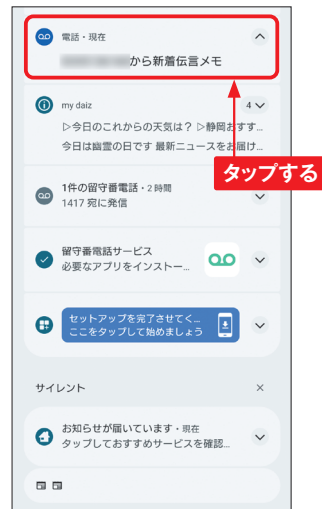 電話・現在
から新着伝言メモ
my daiz
4
▷今日のこれからの天気は？ ▷静岡おすす...
今日は幽霊の日です 最新ニュースをお届け...
タップする
1件の留守番電話・2 時間
1417 宛に発信
留守番電話サービス
必要なアプリをインストー...
セットアップを完了させてく...
ここをタップして始めましょう
サイレント
お知らせが届いています・現在
タップしておすすめサービスを確認...